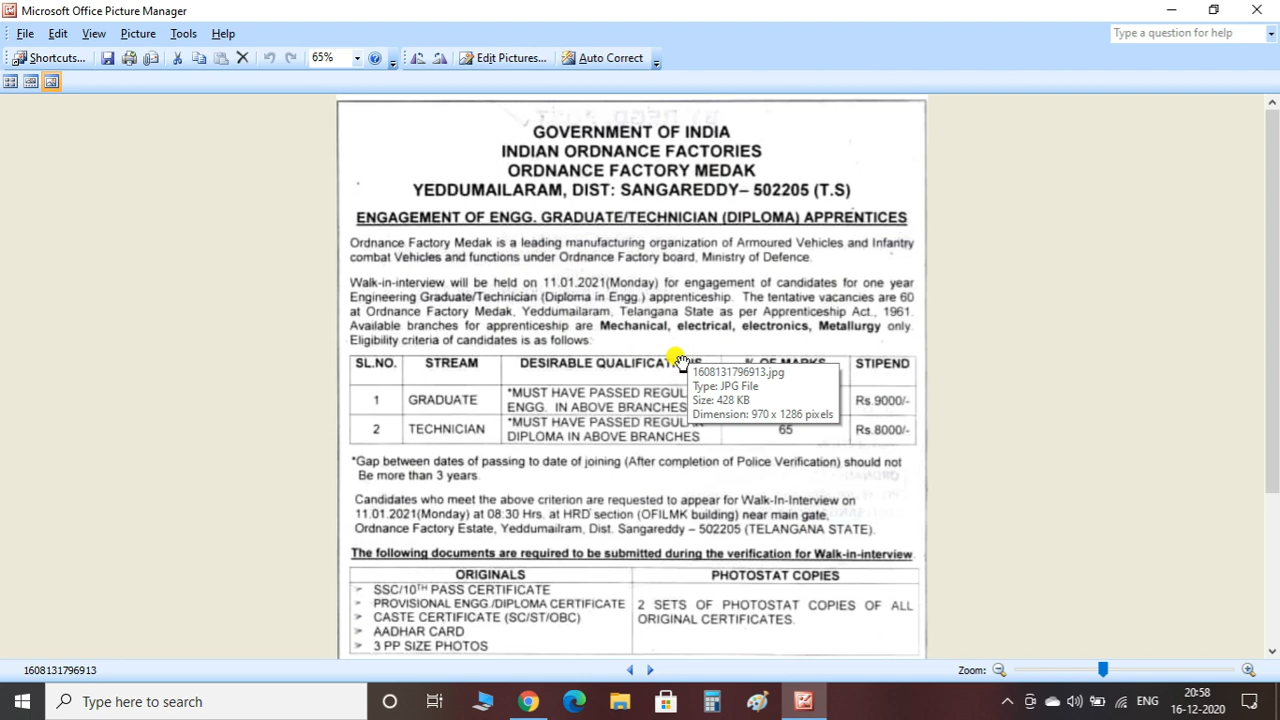 Microsoft Office Picture Manager
File Edit View Picture Tools Help
Type a question for help
Shortcuts... 65% Edit Pictures... Auto Correct
GOVERNMENT OF INDIA
INDIAN ORDNANCE FACTORIES
ORDNANCE FACTORY MEDAK
YEDDUMAILARAM, DIST: SANGAREDDY– 502205 (T.S)
ENGAGEMENT OF ENGG. GRADUATE/TECHNICIAN (DIPLOMA) APPRENTICES
Ordnance Factory Medak is a leading manufacturing organization of Armoured Vehicles and Infantry
combat Vehicles and functions under Ordnance Factory board, Ministry of Defence.
Walk-in-interview will be held on 11.01.2021(Monday) for engagement of candidates for one year
Engineering Graduate/Technician (Diploma in Engg.) apprenticeship. The tentative vacancies are 60
at Ordnance Factory Medak, Yeddumailaram, Telangana State as per Apprenticeship Act., 1961.
Available branches for apprenticeship are Mechanical, electrical, electronics, Metallurgy only.
Eligibility criteria of candidates is as follows:
SL.NO. STREAM DESIRABLE QUALIFICATIONS % OF MARKS STIPEND
1 GRADUATE *MUST HAVE PASSED REGULAR
ENGG. IN ABOVE BRANCHES Rs.9000/-
2 TECHNICIAN *MUST HAVE PASSED REGULAR
DIPLOMA IN ABOVE BRANCHES 65 Rs.8000/-
1608131796913.jpg
Type: JPG File
Size: 428 KB
Dimension: 970 x 1286 pixels
*Gap between dates of passing to date of joining (After completion of Police Verification) should not
Be more than 3 years.
Candidates who meet the above criterion are requested to appear for Walk-In-Interview on
11.01.2021(Monday) at 08:30 Hrs. at HRD section (OFILMK building) near main gate,
Ordnance Factory Estate, Yeddumailram, Dist. Sangareddy – 502205 (TELANGANA STATE).
The following documents are required to be submitted during the verification for Walk-in-interview
ORIGINALS PHOTOSTAT COPIES
➢ SSC/10TH PASS CERTIFICATE
➢ PROVISIONAL ENGG./DIPLOMA CERTIFICATE
➢ CASTE CERTIFICATE (SC/ST/OBC)
➢ AADHAR CARD
➢ 3 PP SIZE PHOTOS
2 SETS OF PHOTOSTAT COPIES OF ALL
ORIGINAL CERTIFICATES.
1608131796913
Zoom:
Type here to search
ENG
20:58
16-12-2020